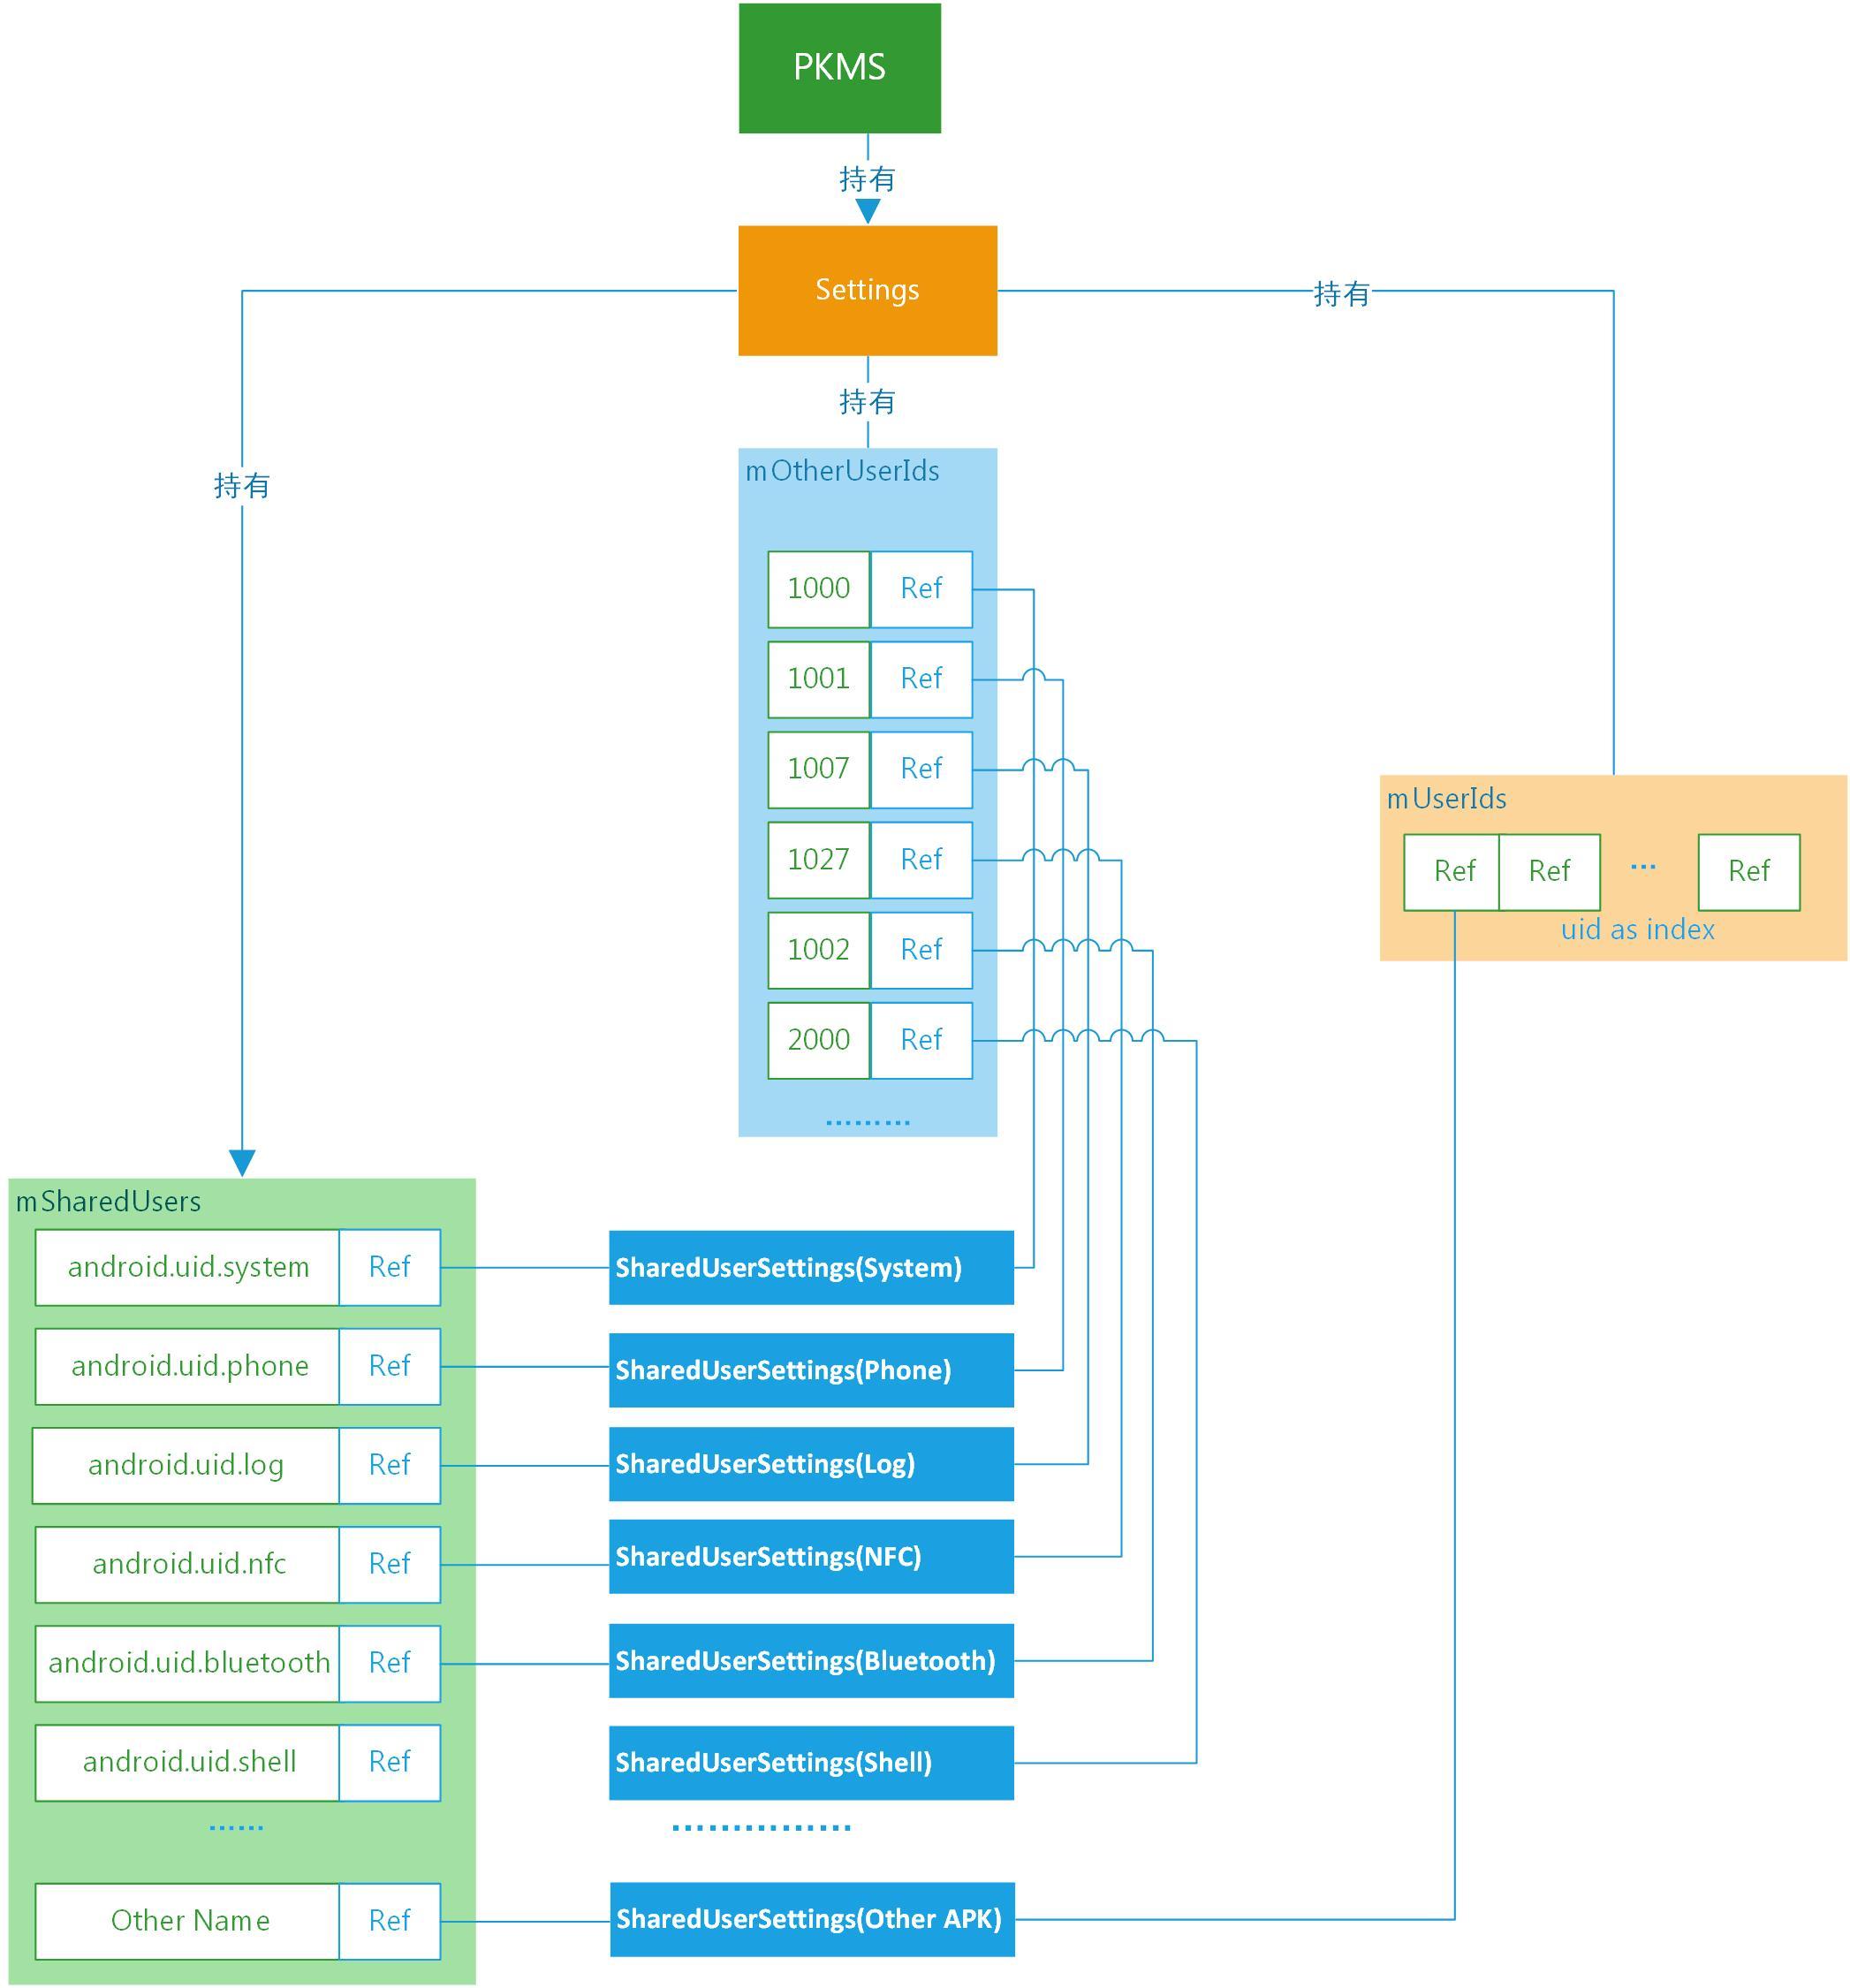 PKMS
持有
Settings
持有
持有
持有
mOtherUserIds
1000 Ref
1001 Ref
1007 Ref
1027 Ref
1002 Ref
2000 Ref
.........
mUserIds
Ref Ref ... Ref
uid as index
mSharedUsers
android.uid.system Ref SharedUserSettings(System)
android.uid.phone Ref SharedUserSettings(Phone)
android.uid.log Ref SharedUserSettings(Log)
android.uid.nfc Ref SharedUserSettings(NFC)
android.uid.bluetooth Ref SharedUserSettings(Bluetooth)
android.uid.shell Ref SharedUserSettings(Shell)
...... ...............
Other Name Ref SharedUserSettings(Other APK)